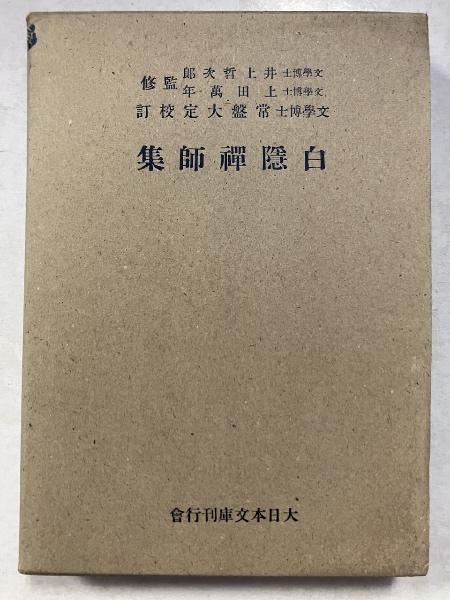 文學博士井上哲次郎
文學博士上田萬年
監修
文學博士常盤大定校訂
白隱禪師集
大日本文庫刊行會